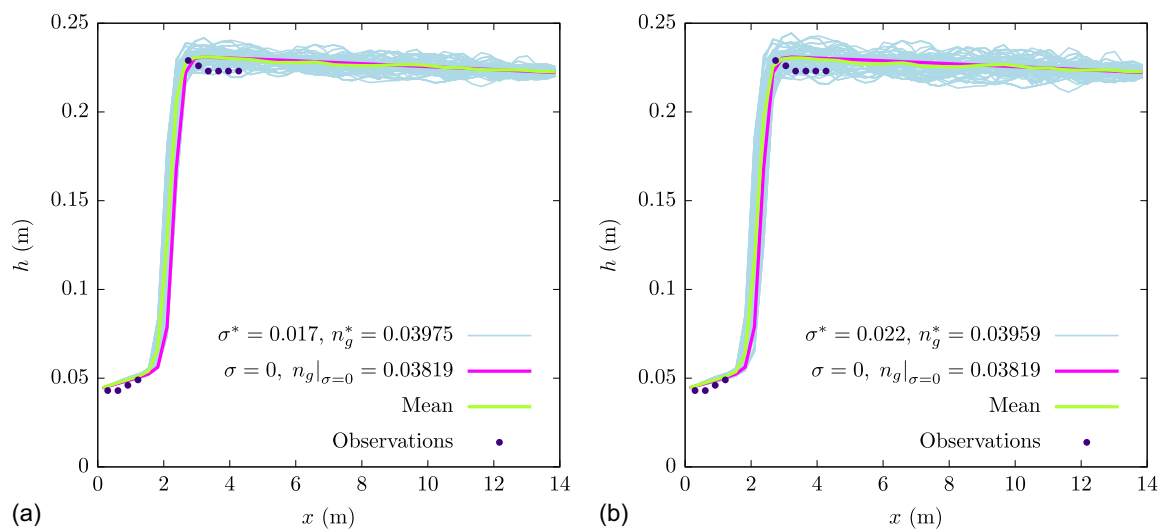 0.25
0.2
0.15
0.1
0.05
0
h (m)
σ* = 0.017, n*g = 0.03975
σ = 0, ng|σ=0 = 0.03819
Mean
Observations
0 2 4 6 8 10 12 14
x (m)
(a)
0.25
0.2
0.15
0.1
0.05
0
h (m)
σ* = 0.022, n*g = 0.03959
σ = 0, ng|σ=0 = 0.03819
Mean
Observations
0 2 4 6 8 10 12 14
x (m)
(b)